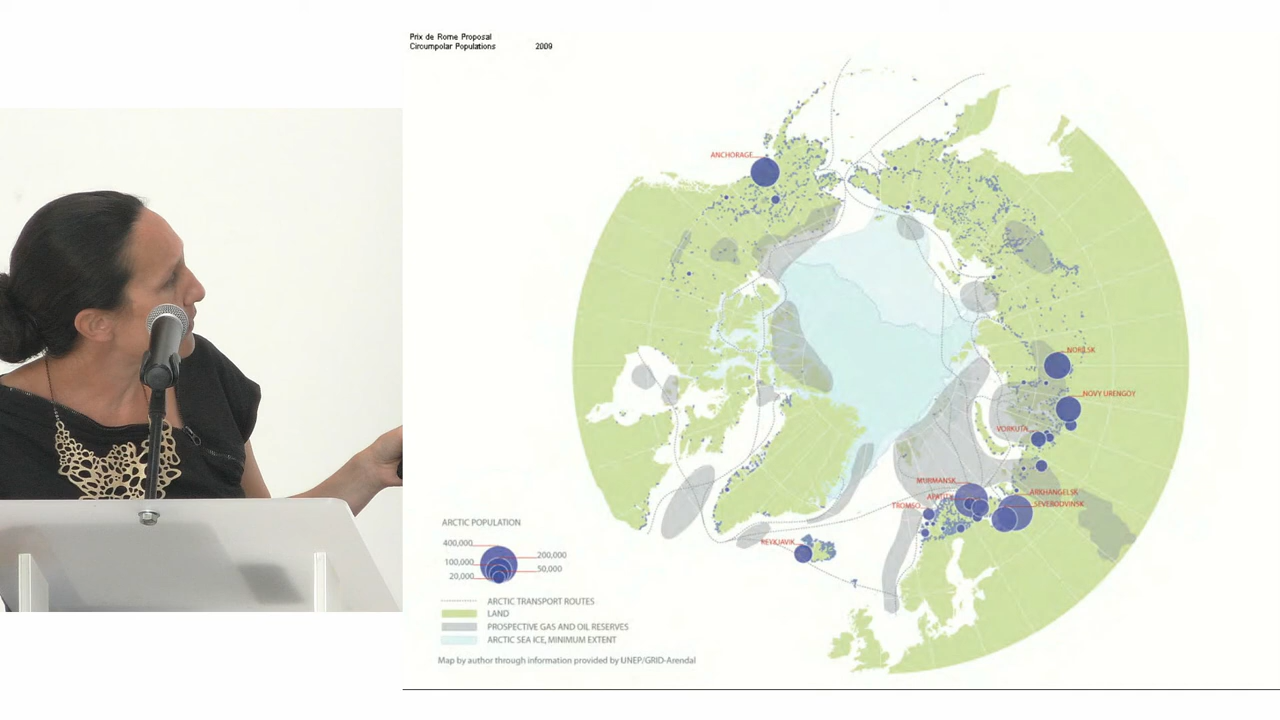 Prix de Rome Proposal
Circumpolar Populations 2009
ANCHORAGE
NORILSK
NOVY URENGOY
VORKUTA
MURMANSK
APATITY
ARKHANGELSK
TROMSO
SEVEBODVINSK
REYKJAVIK
ARCTIC POPULATION
400,000
200,000
100,000
50,000
20,000
ARCTIC TRANSPORT ROUTES
LAND
PROSPECTIVE GAS AND OIL RESERVES
ARCTIC SEA ICE, MINIMUM EXTENT
Map by author through information provided by UNEP/GRID-Arendal